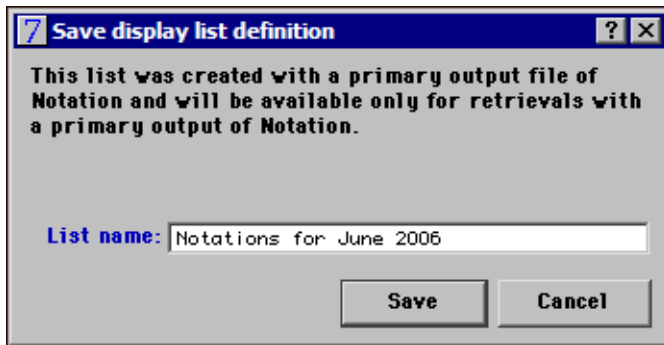 7 Save display list definition ? X
This list was created with a primary output file of
Notation and will be available only for retrievals with
a primary output of Notation.
List name: Notations for June 2006
Save Cancel